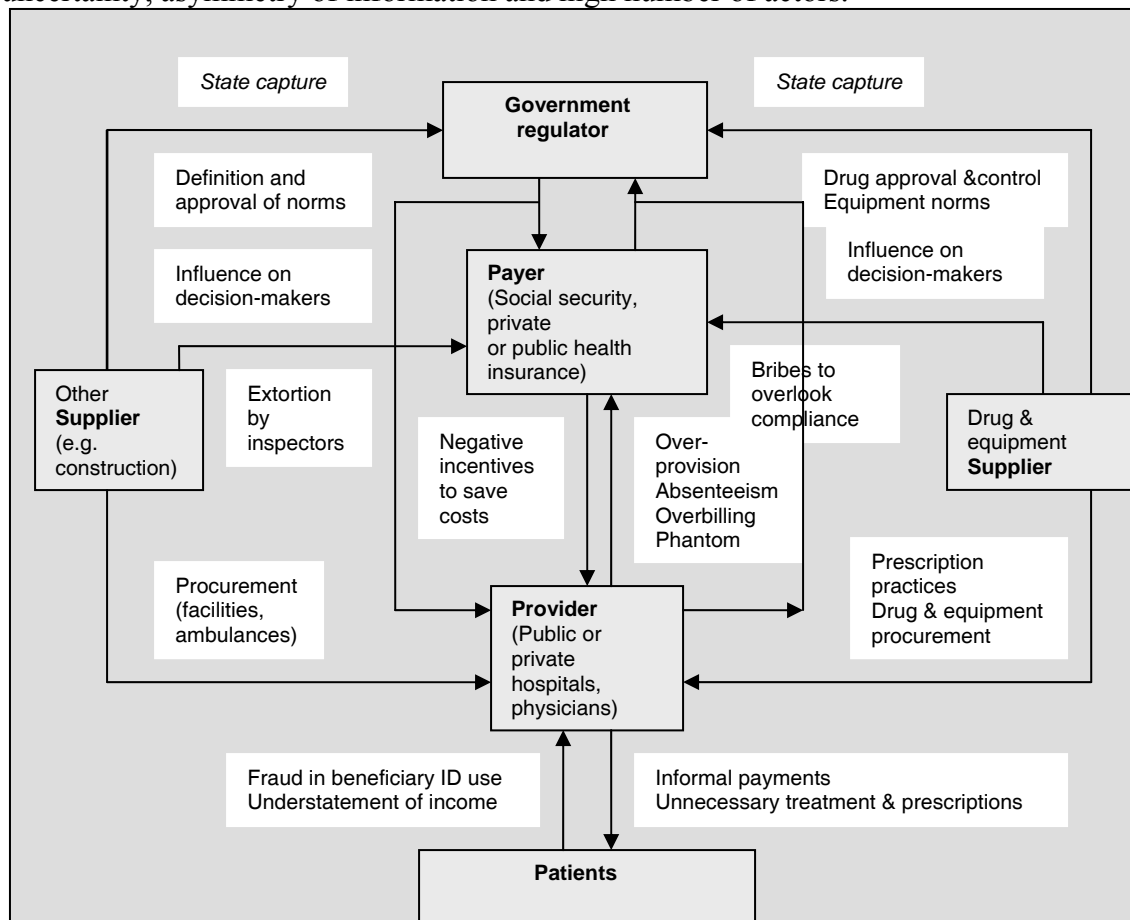 uncertainty, asymmetry of information and high number of actors.
State capture
State capture
Government
regulator
Definition and
approval of norms
Drug approval &control
Equipment norms
Influence on
decision-makers
Payer
(Social security,
private
or public health
insurance)
Influence on
decision-makers
Other
Supplier
(e.g.
construction)
Extortion
by
inspectors
Negative
incentives
to save
costs
Over-
provision
Absenteeism
Overbilling
Phantom
Bribes to
overlook
compliance
Drug &
equipment
Supplier
Procurement
(facilities,
ambulances)
Provider
(Public or
private
hospitals,
physicians)
Prescription
practices
Drug & equipment
procurement
Fraud in beneficiary ID use
Understatement of income
Informal payments
Unnecessary treatment & prescriptions
Patients